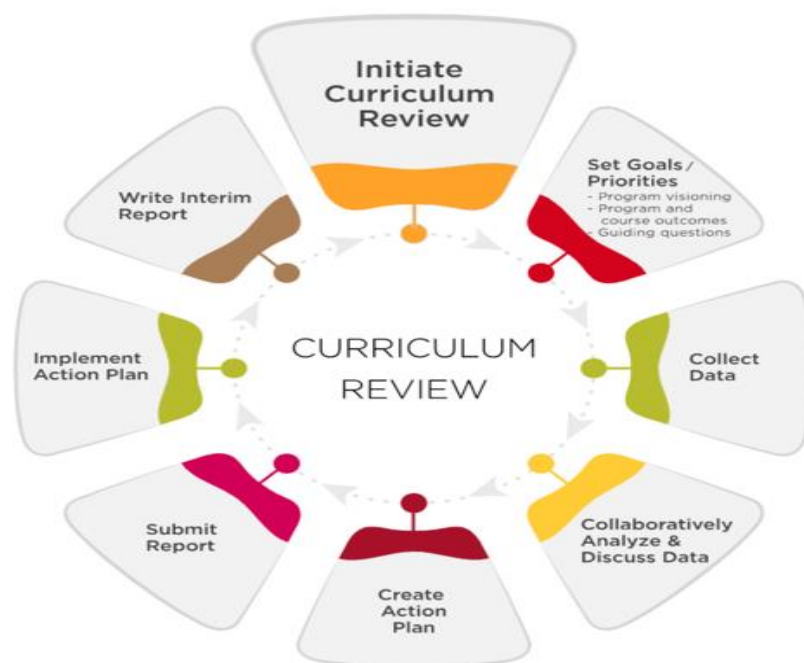 Initiate
Curriculum
Review
Set Goals /
Priorities
- Program visioning
- Program and
course outcomes
- Guiding questions
Collect
Data
Collaboratively
Analyze &
Discuss Data
Create
Action
Plan
Submit
Report
Implement
Action Plan
Write Interim
Report
CURRICULUM
REVIEW